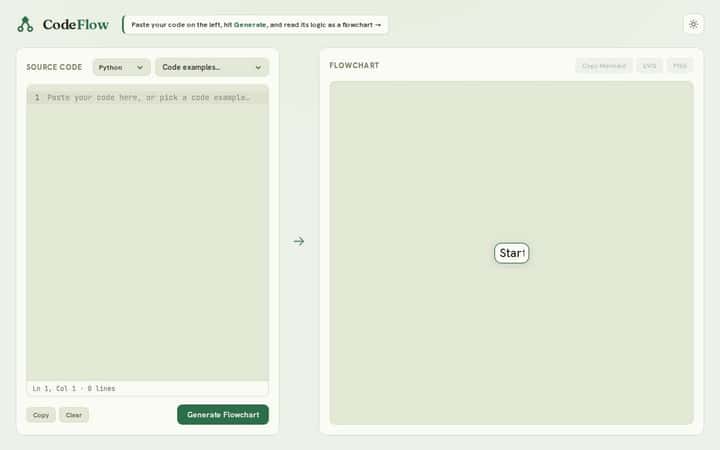 CodeFlow
Paste your code on the left, hit Generate, and read its logic as a flowchart →
SOURCE CODE
Python
Code examples...
1 Paste your code here, or pick a code example…
Ln 1, Col 1 · 0 lines
Copy
Clear
Generate Flowchart
→
FLOWCHART
Copy Mermaid
SVG
PNG
Start